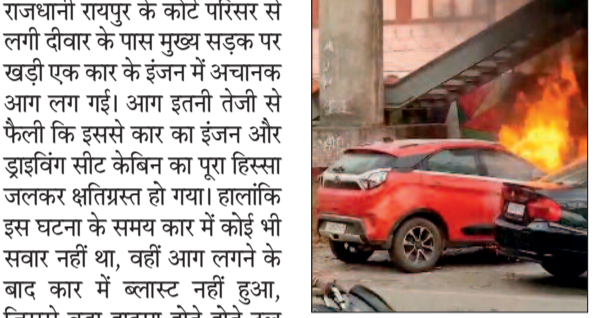 राजधानी रायपुर के कोर्ट परिसर से
लगी दीवार के पास मुख्य सड़क पर
खड़ी एक कार के इंजन में अचानक
आग लग गई। आग इतनी तेजी से
फैली कि इससे कार का इंजन और
ड्राइविंग सीट केबिन का पूरा हिस्सा
जलकर क्षतिग्रस्त हो गया। हालांकि
इस घटना के समय कार में कोई भी
सवार नहीं था, वहीं आग लगने के
बाद कार में ब्लास्ट नहीं हुआ,